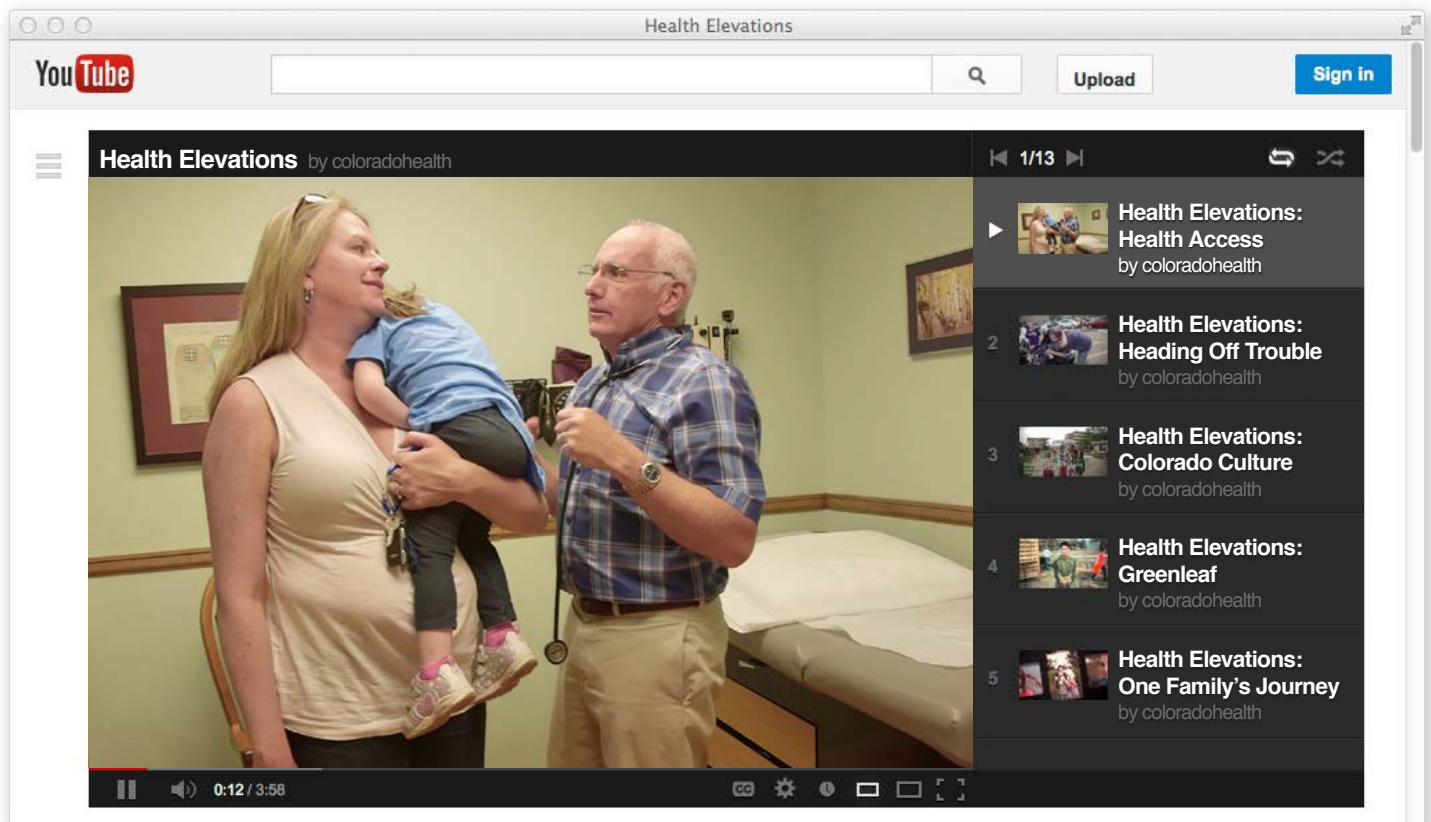 Health Elevations
YouTube
Upload
Sign in
Health Elevations by coloradohealth
1/13
Health Elevations:
Health Access
by coloradohealth
2
Health Elevations:
Heading Off Trouble
by coloradohealth
3
Health Elevations:
Colorado Culture
by coloradohealth
4
Health Elevations:
Greenleaf
by coloradohealth
5
Health Elevations:
One Family’s Journey
by coloradohealth
0:12 / 3:58
CC